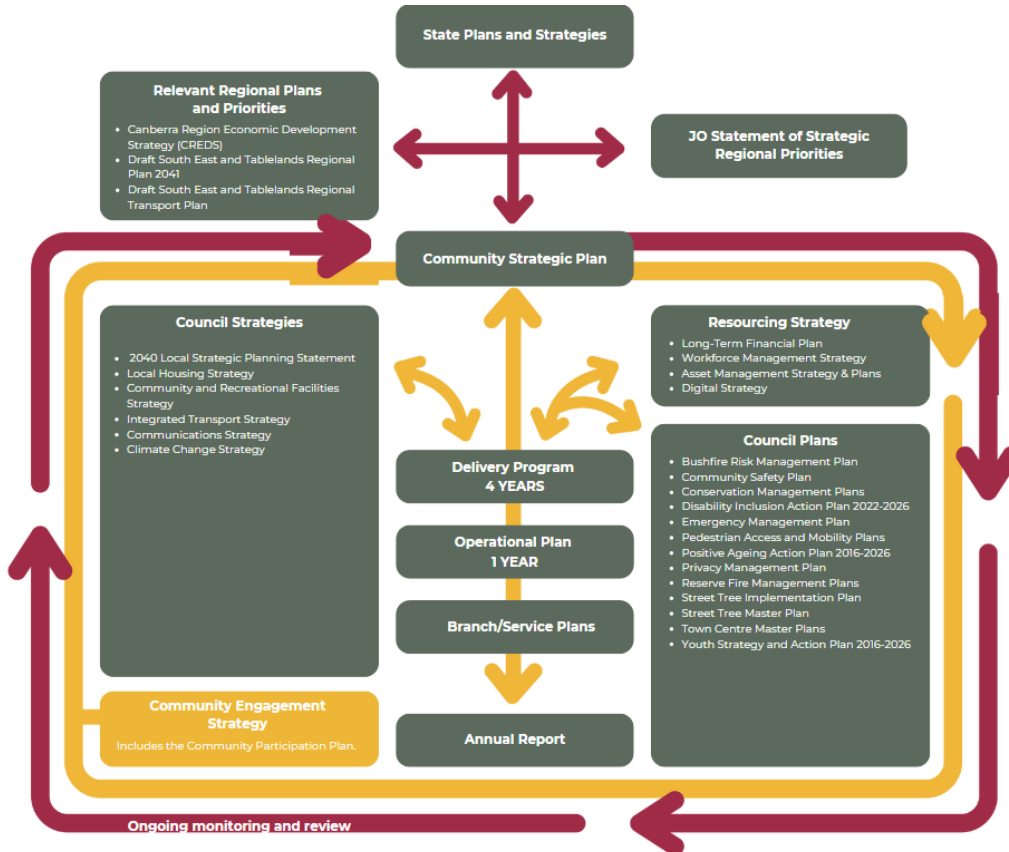 State Plans and Strategies
Relevant Regional Plans
and Priorities
• Canberra Region Economic Development
Strategy (CREDS)
• Draft South East and Tablelands Regional
Plan 2041
• Draft South East and Tablelands Regional
Transport Plan
JO Statement of Strategic
Regional Priorities
Community Strategic Plan
Council Strategies
• 2040 Local Strategic Planning Statement
• Local Housing Strategy
• Community and Recreational Facilities
Strategy
• Integrated Transport Strategy
• Communications Strategy
• Climate Change Strategy
Resourcing Strategy
• Long-Term Financial Plan
• Workforce Management Strategy
• Asset Management Strategy & Plans
• Digital Strategy
Delivery Program
4 YEARS
Operational Plan
1 YEAR
Branch/Service Plans
Annual Report
Council Plans
• Bushfire Risk Management Plan
• Community Safety Plan
• Conservation Management Plans
• Disability Inclusion Action Plan 2022-2026
• Emergency Management Plan
• Pedestrian Access and Mobility Plans
• Positive Ageing Action Plan 2016-2026
• Privacy Management Plan
• Reserve Fire Management Plans
• Street Tree Implementation Plan
• Street Tree Master Plan
• Town Centre Master Plans
• Youth Strategy and Action Plan 2016-2026
Community Engagement
Strategy
Includes the Community Participation Plan.
Ongoing monitoring and review